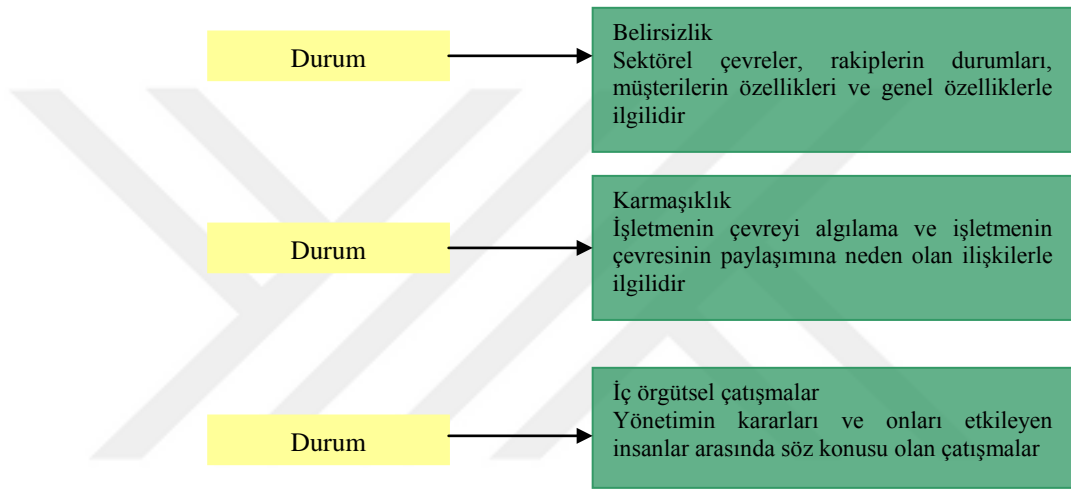 Durum
Belirsizlik
Sektörel çevreler, rakiplerin durumları,
müşterilerin özellikleri ve genel özelliklerle
ilgilidir
Durum
Karmaşıklık
İşletmenin çevreyi algılama ve işletmenin
çevresinin paylaşımına neden olan ilişkilerle
ilgilidir
Durum
İç örgütsel çatışmalar
Yönetimin kararları ve onları etkileyen
insanlar arasında söz konusu olan çatışmalar